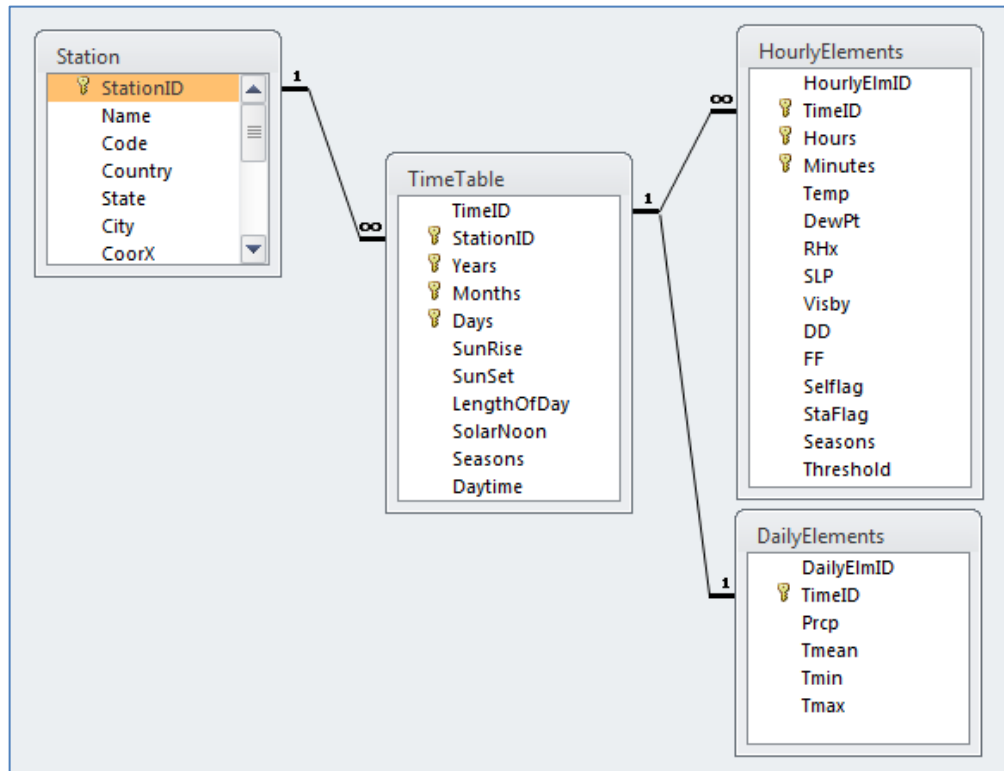 Station
StationID
Name
Code
Country
State
City
CoorX
1
∞
TimeTable
TimeID
StationID
Years
Months
Days
SunRise
SunSet
LengthOfDay
SolarNoon
Seasons
Daytime
1
∞
HourlyElements
HourlyElmID
TimeID
Hours
Minutes
Temp
DewPt
RHx
SLP
Visby
DD
FF
Selflag
StaFlag
Seasons
Threshold
1
DailyElements
DailyElmID
TimeID
Prcp
Tmean
Tmin
Tmax